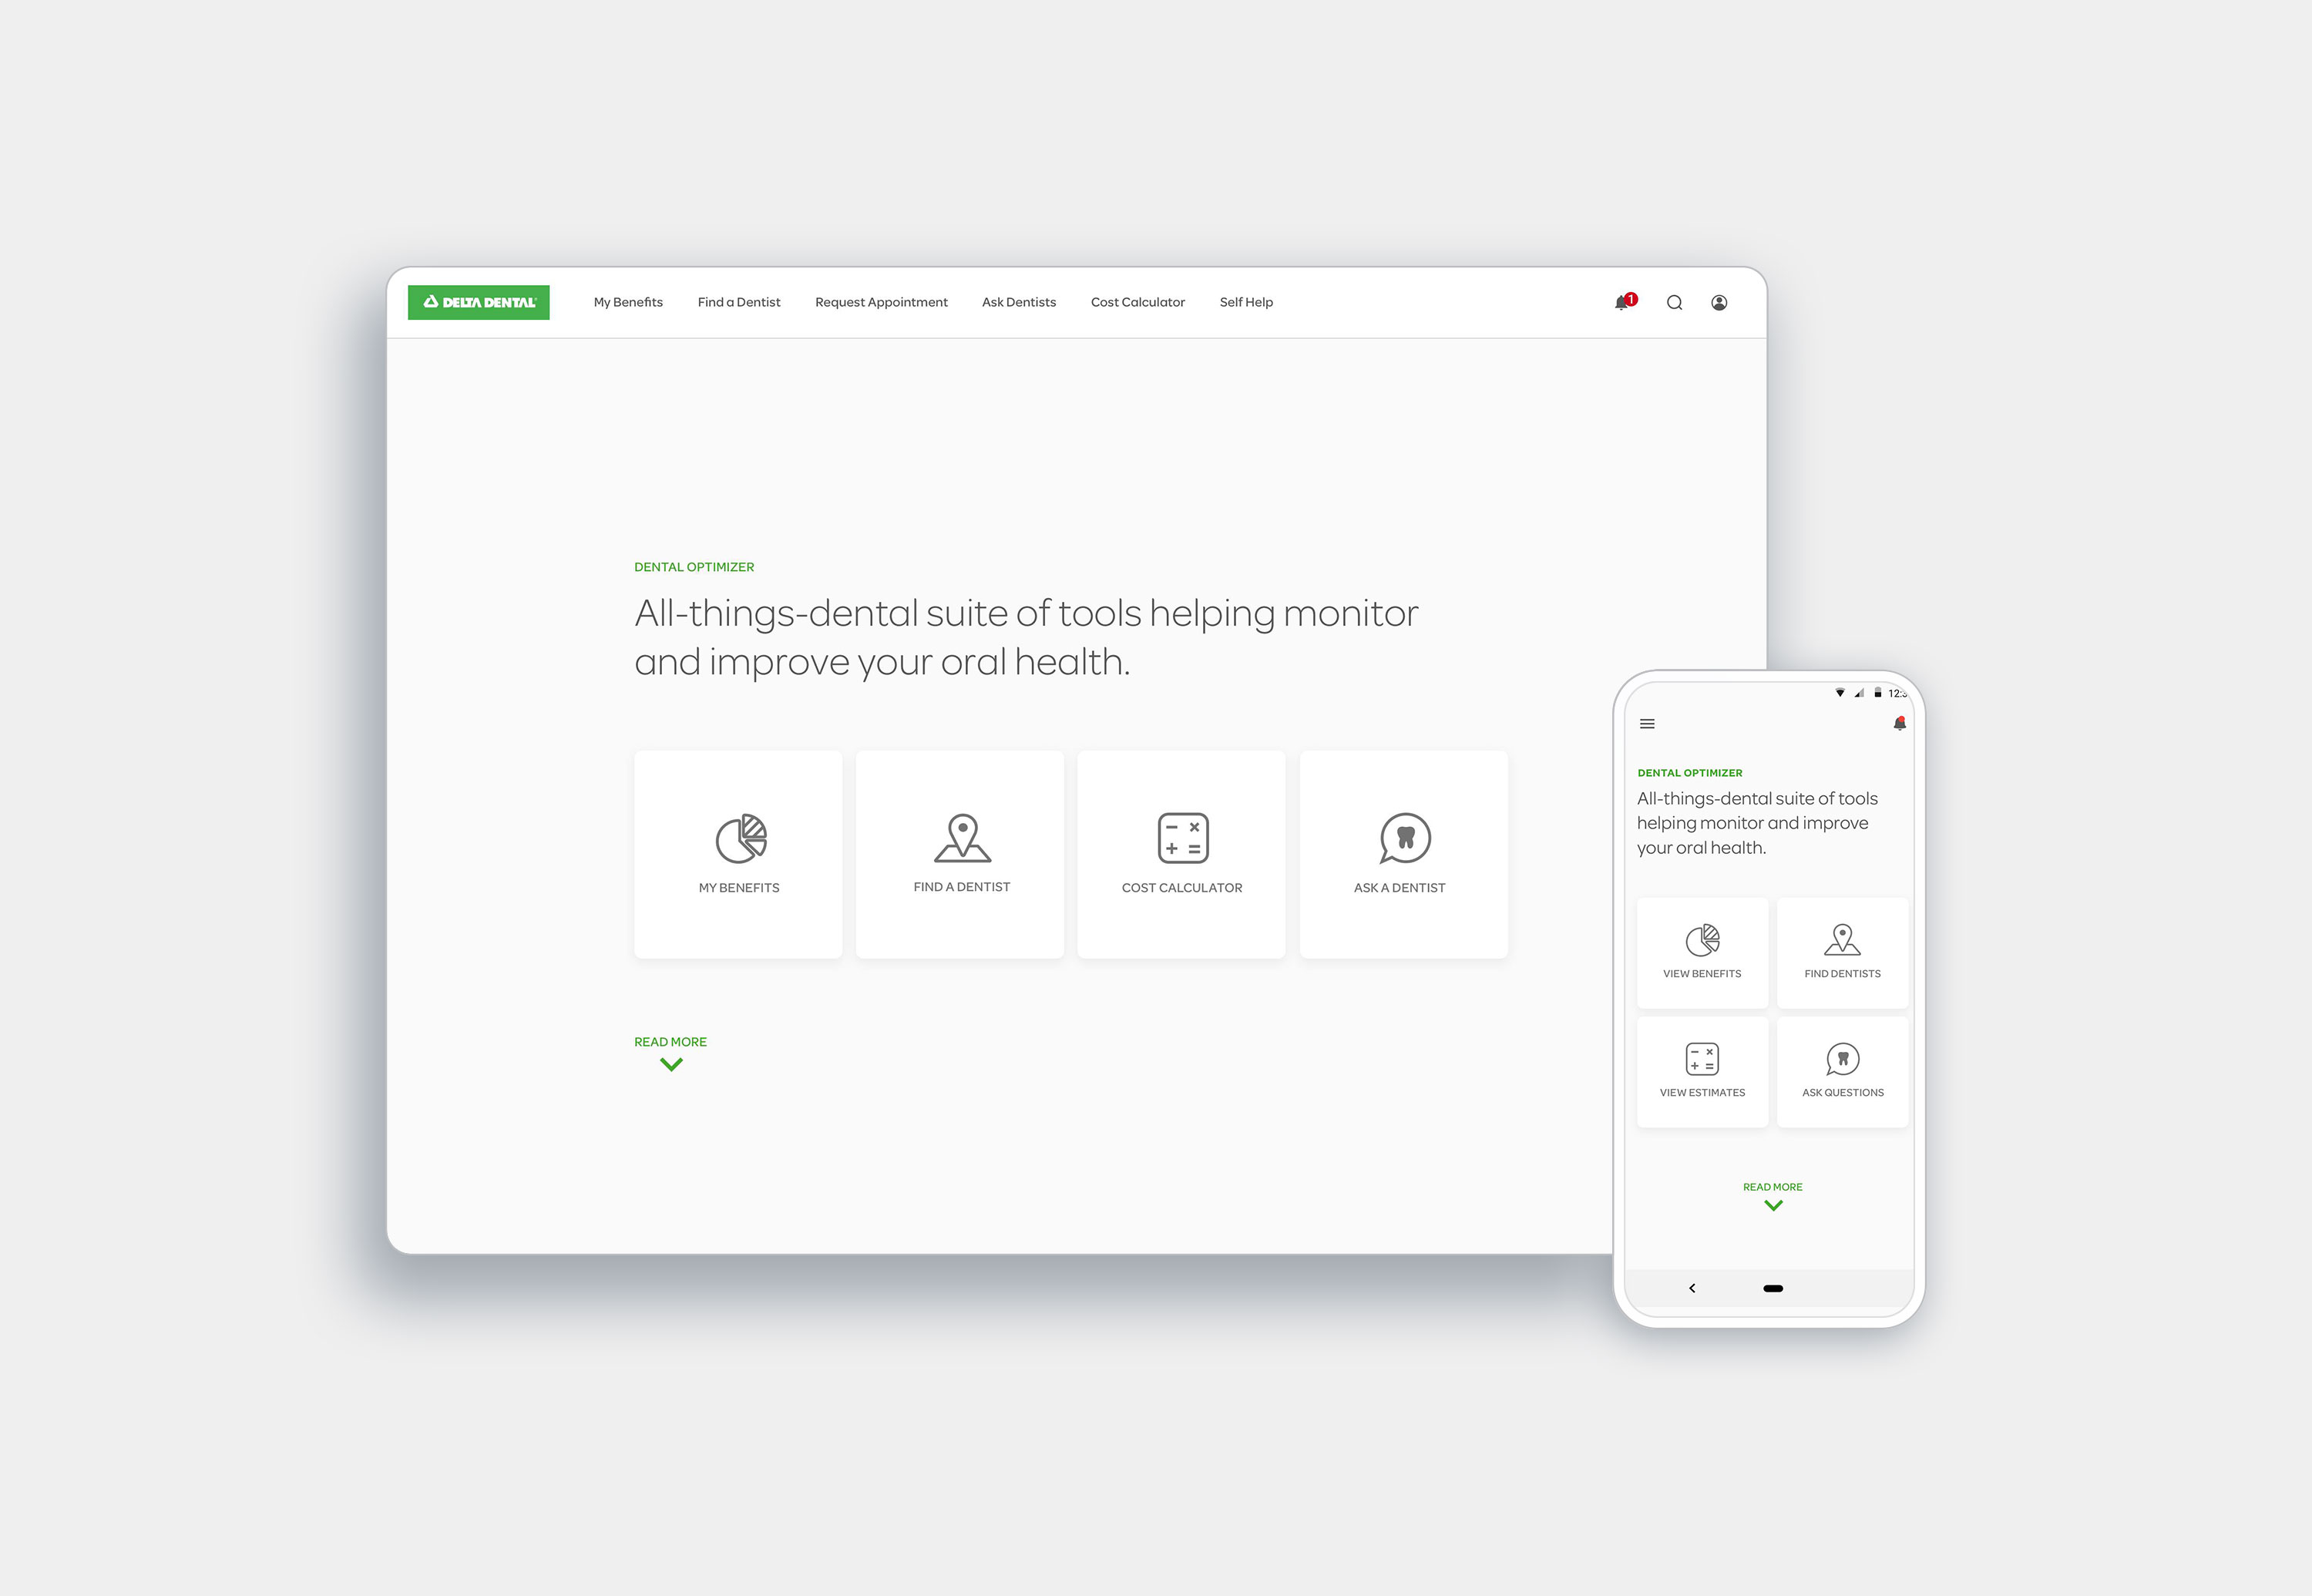 DELTA DENTAL
My Benefits
Find a Dentist
Request Appointment
Ask Dentists
Cost Calculator
Self Help
1
DENTAL OPTIMIZER
All-things-dental suite of tools helping monitor
and improve your oral health.
MY BENEFITS
FIND A DENTIST
COST CALCULATOR
ASK A DENTIST
READ MORE
DENTAL OPTIMIZER
All-things-dental suite of tools
helping monitor and improve
your oral health.
VIEW BENEFITS
FIND DENTISTS
VIEW ESTIMATES
ASK QUESTIONS
READ MORE